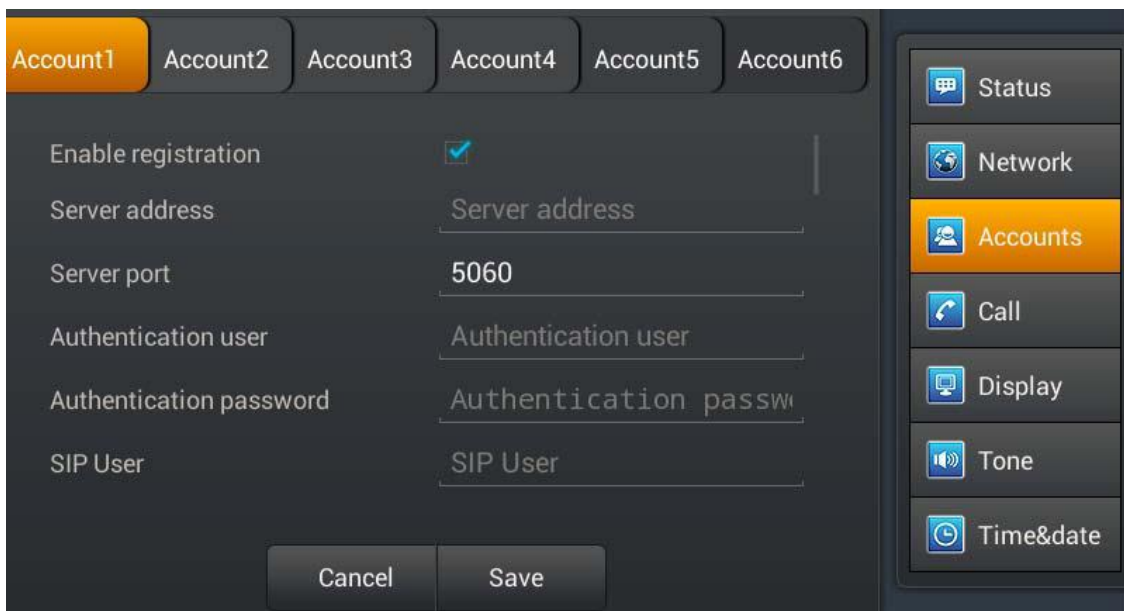 Account1 Account2 Account3 Account4 Account5 Account6
Enable registration
Server address Server address
Server port 5060
Authentication user Authentication user
Authentication password Authentication passw
SIP User SIP User
Cancel Save
Status
Network
Accounts
Call
Display
Tone
Time&date